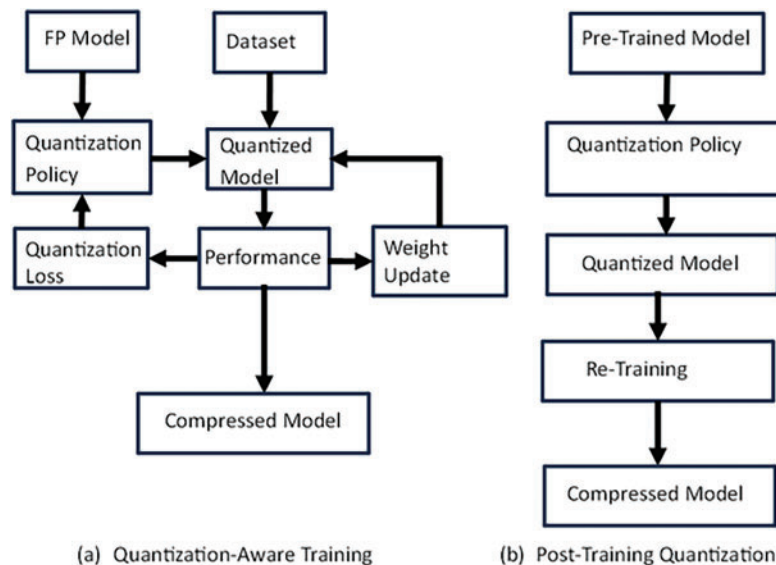 FP Model
Dataset
Quantization
Policy
Quantized
Model
Quantization
Loss
Performance
Weight
Update
Compressed Model
(a) Quantization-Aware Training
Pre-Trained Model
Quantization Policy
Quantized Model
Re-Training
Compressed Model
(b) Post-Training Quantization